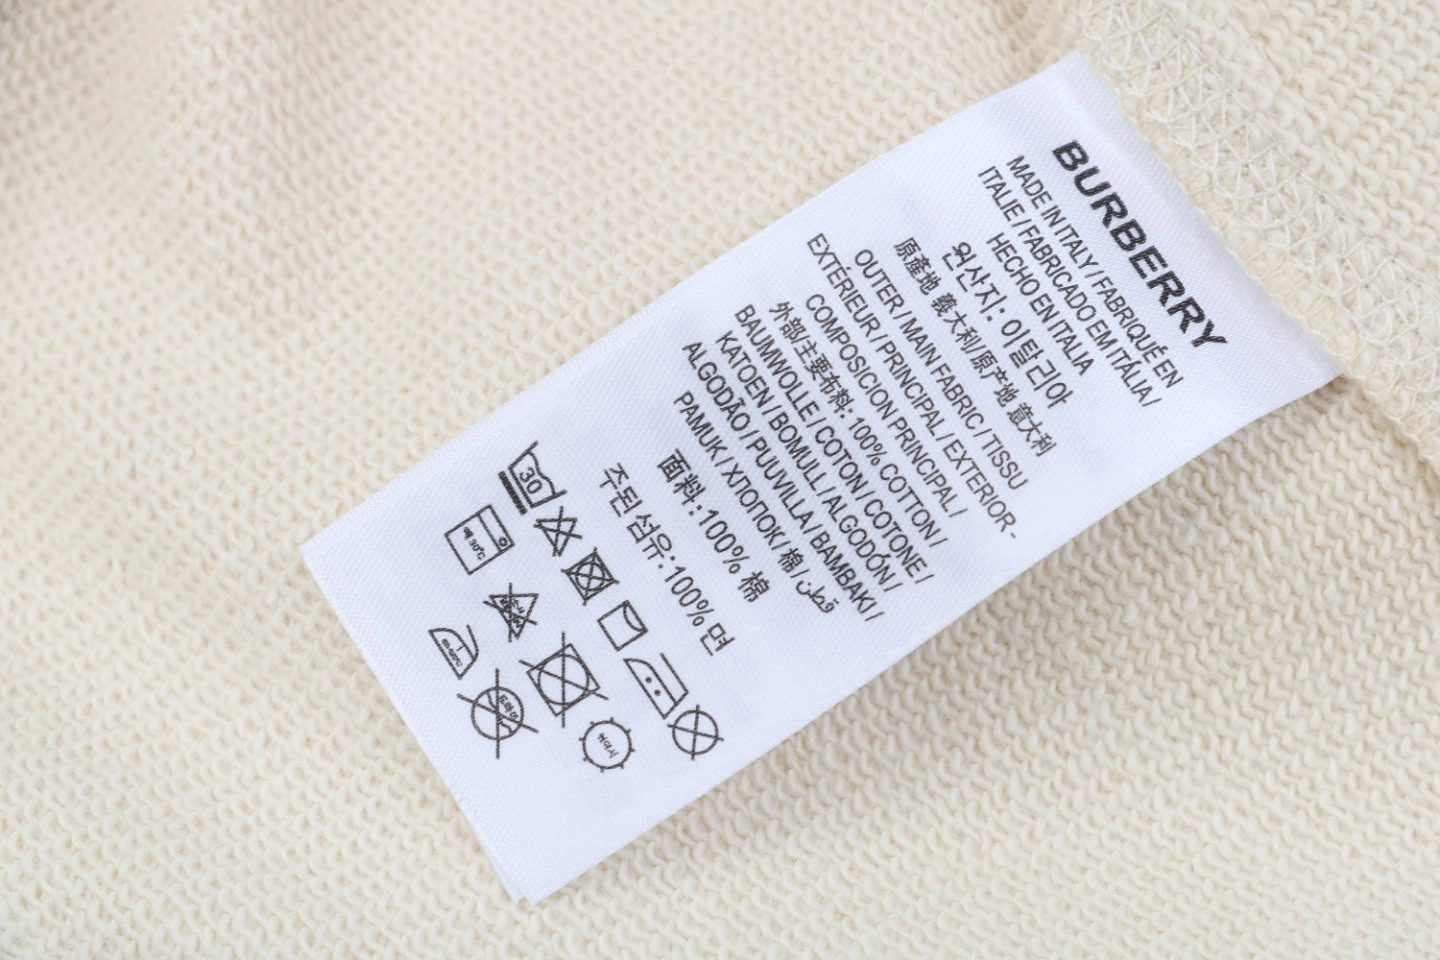 BURBERRY
MADE IN ITALY / FABRIQUÉ EN
ITALIE / FABRICADO EM ITÁLIA /
HECHO EN ITALIA
원산지: 이탈리아
原產地 義大利/原产地 意大利
OUTER / MAIN FABRIC / TISSU
EXTÉRIEUR / PRINCIPAL / EXTERIOR-
COMPOSICION PRINCIPAL /
外部主要布料: 100% COTTON /
BAUMWOLLE / COTON / COTONE /
KATOEN / BOMULL / ALGODÓN /
ALGODÃO / PUUVILLA / BAMBAKI /
PAMUK / ХЛОПОК / 棉 / قطن
面料:100% 棉
주된 섬유:100% 면
30